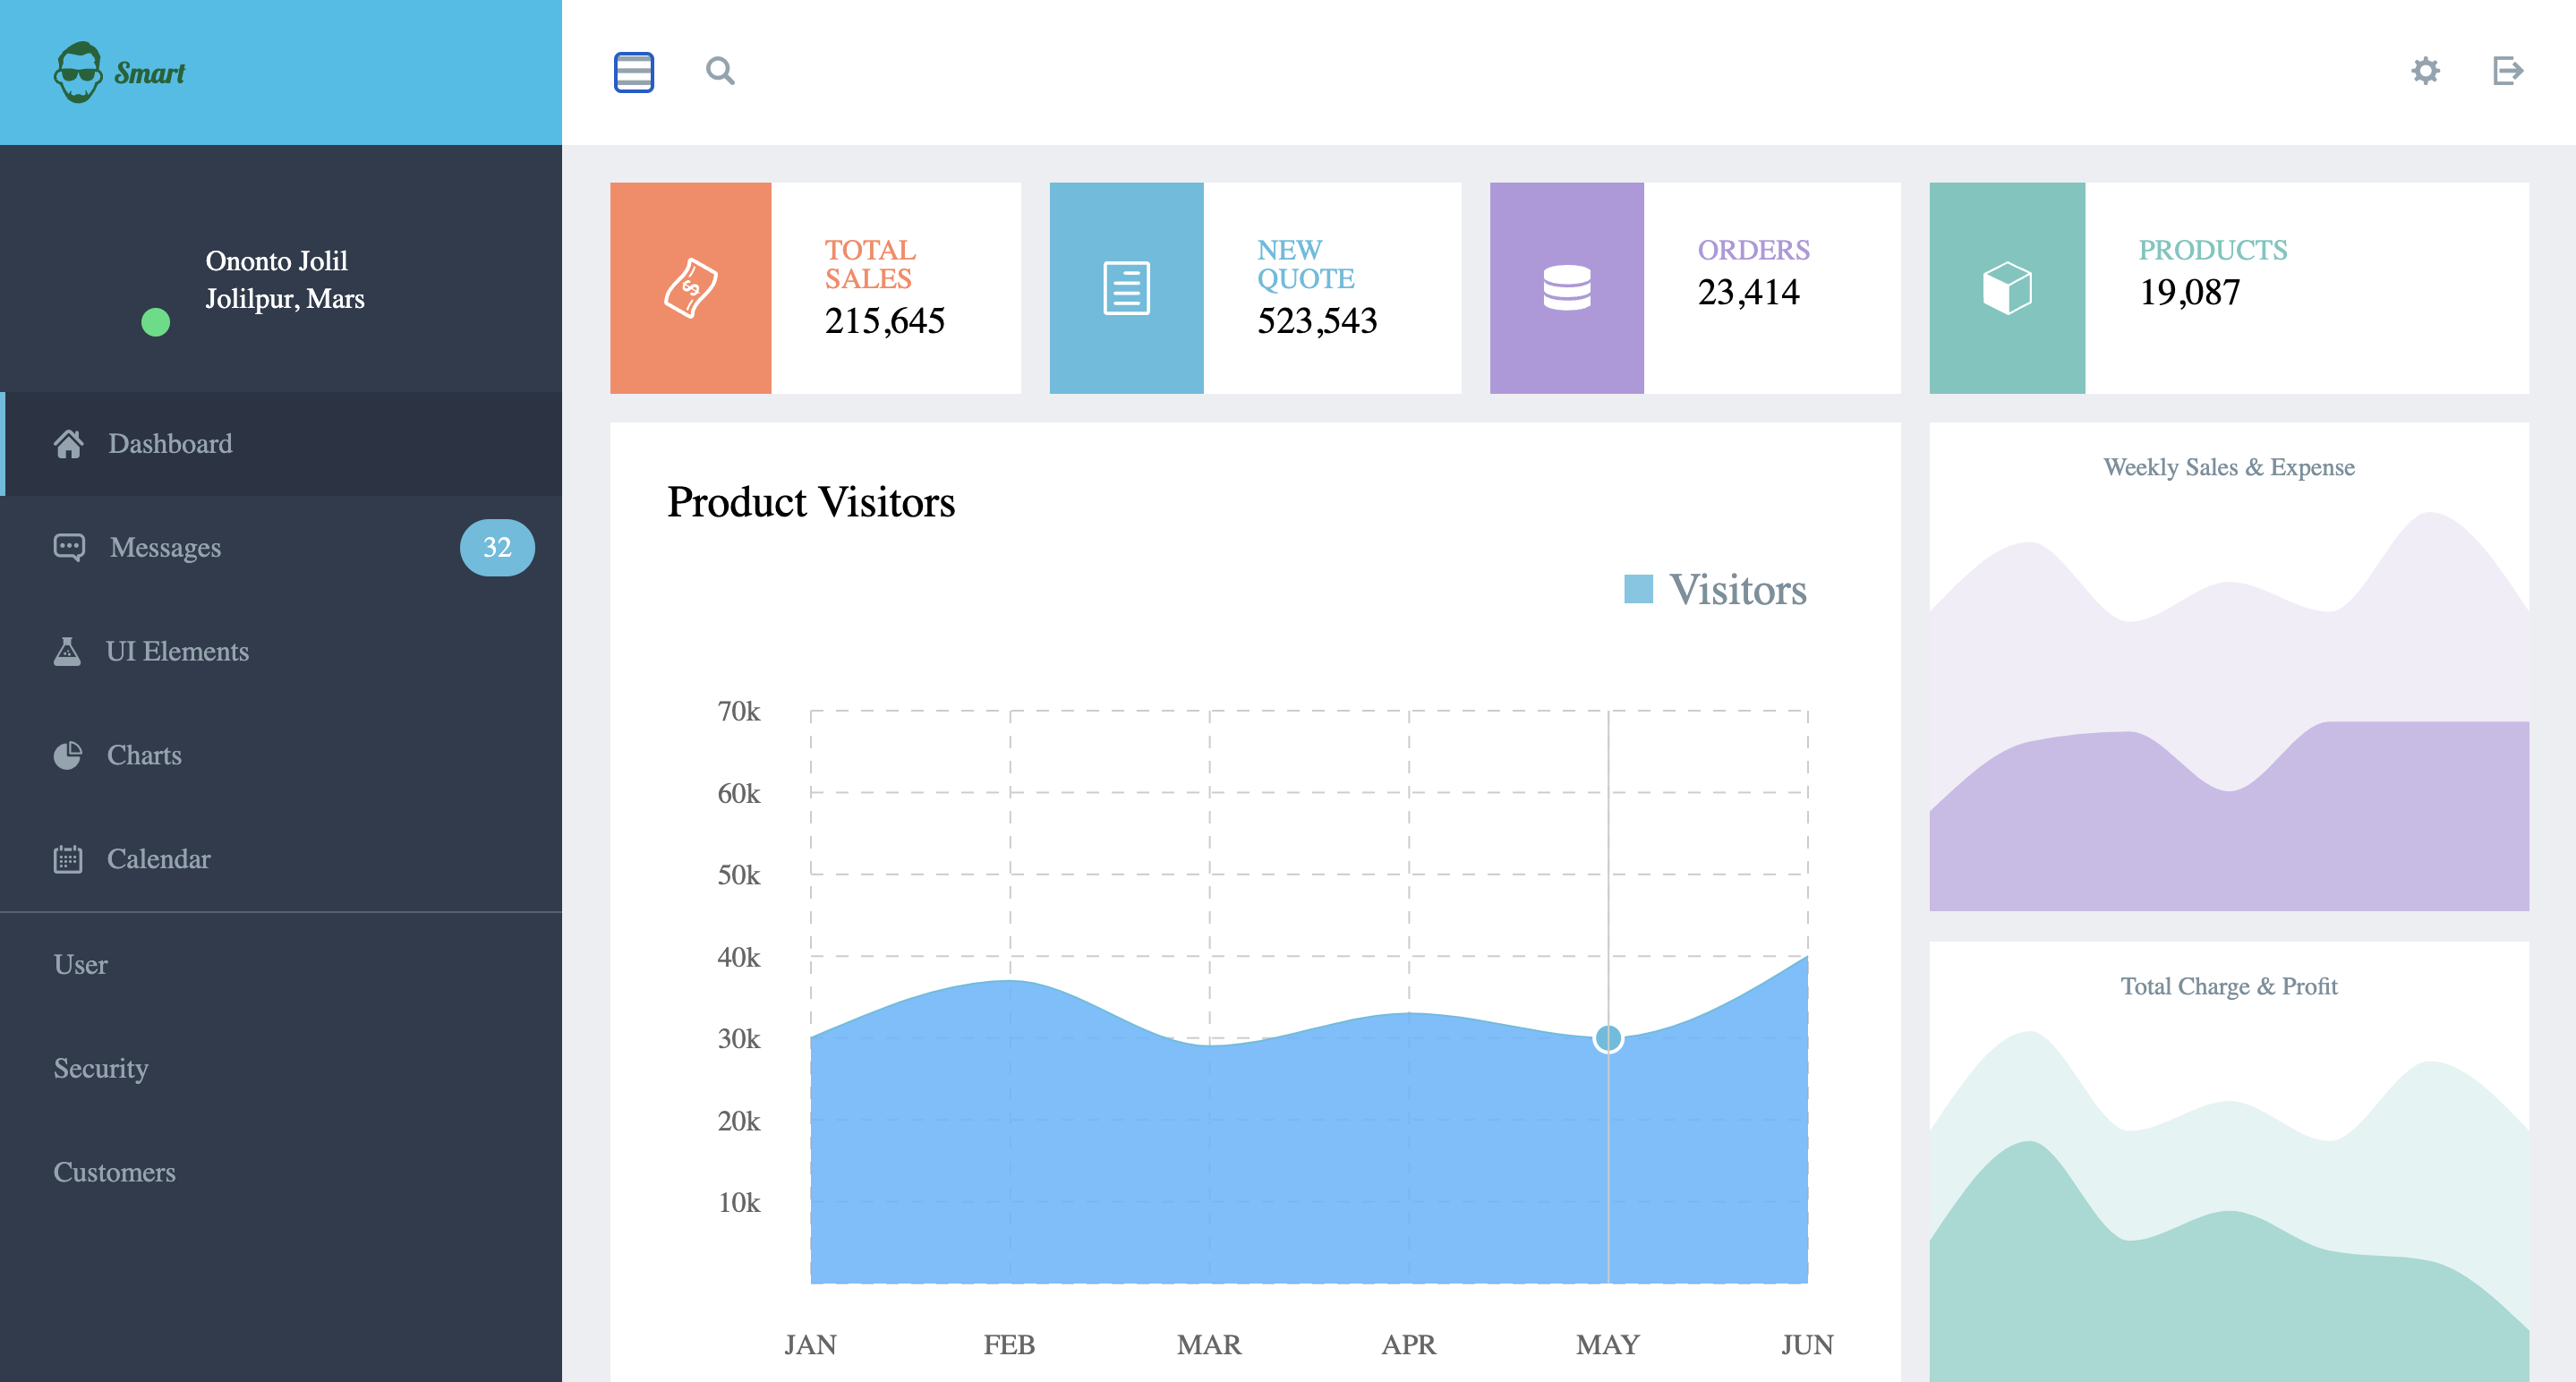 Smart
Ononto Jolil
Jolilpur, Mars
Dashboard
Messages
32
UI Elements
Charts
Calendar
User
Security
Customers
TOTAL
SALES
215,645
NEW
QUOTE
523,543
ORDERS
23,414
PRODUCTS
19,087
Product Visitors
Visitors
70k
60k
50k
40k
30k
20k
10k
JAN FEB MAR APR MAY JUN
Weekly Sales & Expense
Total Charge & Profit